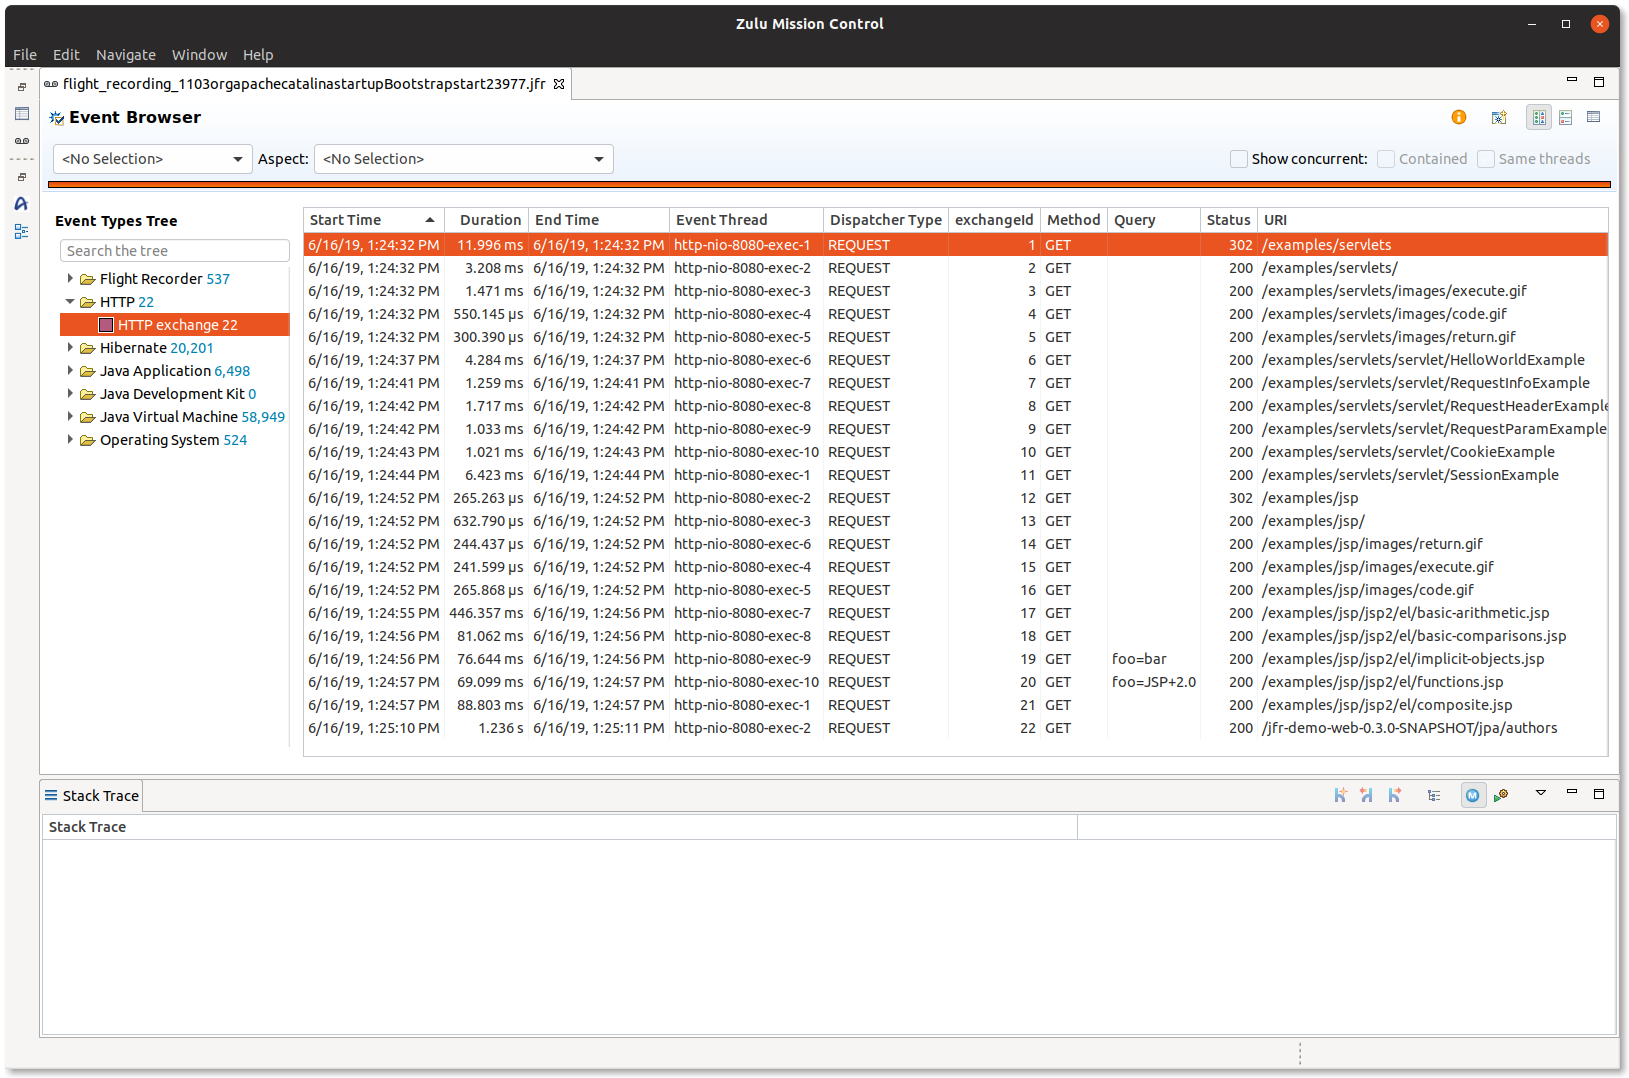 Zulu Mission Control
File Edit Navigate Window Help
flight_recording_1103orgapachecatalinastartupBootstrapstart23977.jfr
Event Browser
<No Selection> Aspect: <No Selection> Show concurrent: Contained Same threads
Event Types Tree
Search the tree
Flight Recorder 537
HTTP 22
HTTP exchange 22
Hibernate 20,201
Java Application 6,498
Java Development Kit 0
Java Virtual Machine 58,949
Operating System 524
Start Time Duration End Time Event Thread Dispatcher Type exchangeId Method Query Status URI
6/16/19, 1:24:32 PM 11.996 ms 6/16/19, 1:24:32 PM http-nio-8080-exec-1 REQUEST 1 GET 302 /examples/servlets
6/16/19, 1:24:32 PM 3.208 ms 6/16/19, 1:24:32 PM http-nio-8080-exec-2 REQUEST 2 GET 200 /examples/servlets/
6/16/19, 1:24:32 PM 1.471 ms 6/16/19, 1:24:32 PM http-nio-8080-exec-3 REQUEST 3 GET 200 /examples/servlets/images/execute.gif
6/16/19, 1:24:32 PM 550.145 µs 6/16/19, 1:24:32 PM http-nio-8080-exec-4 REQUEST 4 GET 200 /examples/servlets/images/code.gif
6/16/19, 1:24:32 PM 300.390 µs 6/16/19, 1:24:32 PM http-nio-8080-exec-5 REQUEST 5 GET 200 /examples/servlets/images/return.gif
6/16/19, 1:24:37 PM 4.284 ms 6/16/19, 1:24:37 PM http-nio-8080-exec-6 REQUEST 6 GET 200 /examples/servlets/servlet/HelloWorldExample
6/16/19, 1:24:41 PM 1.259 ms 6/16/19, 1:24:41 PM http-nio-8080-exec-7 REQUEST 7 GET 200 /examples/servlets/servlet/RequestInfoExample
6/16/19, 1:24:42 PM 1.717 ms 6/16/19, 1:24:42 PM http-nio-8080-exec-8 REQUEST 8 GET 200 /examples/servlets/servlet/RequestHeaderExample
6/16/19, 1:24:42 PM 1.033 ms 6/16/19, 1:24:42 PM http-nio-8080-exec-9 REQUEST 9 GET 200 /examples/servlets/servlet/RequestParamExample
6/16/19, 1:24:43 PM 1.021 ms 6/16/19, 1:24:43 PM http-nio-8080-exec-10 REQUEST 10 GET 200 /examples/servlets/servlet/CookieExample
6/16/19, 1:24:44 PM 6.423 ms 6/16/19, 1:24:44 PM http-nio-8080-exec-1 REQUEST 11 GET 200 /examples/servlets/servlet/SessionExample
6/16/19, 1:24:52 PM 265.263 µs 6/16/19, 1:24:52 PM http-nio-8080-exec-2 REQUEST 12 GET 302 /examples/jsp
6/16/19, 1:24:52 PM 632.790 µs 6/16/19, 1:24:52 PM http-nio-8080-exec-3 REQUEST 13 GET 200 /examples/jsp/
6/16/19, 1:24:52 PM 244.437 µs 6/16/19, 1:24:52 PM http-nio-8080-exec-6 REQUEST 14 GET 200 /examples/jsp/images/return.gif
6/16/19, 1:24:52 PM 241.599 µs 6/16/19, 1:24:52 PM http-nio-8080-exec-4 REQUEST 15 GET 200 /examples/jsp/images/execute.gif
6/16/19, 1:24:52 PM 265.868 µs 6/16/19, 1:24:52 PM http-nio-8080-exec-5 REQUEST 16 GET 200 /examples/jsp/images/code.gif
6/16/19, 1:24:55 PM 446.357 ms 6/16/19, 1:24:56 PM http-nio-8080-exec-7 REQUEST 17 GET 200 /examples/jsp/jsp2/el/basic-arithmetic.jsp
6/16/19, 1:24:56 PM 81.062 ms 6/16/19, 1:24:56 PM http-nio-8080-exec-8 REQUEST 18 GET 200 /examples/jsp/jsp2/el/basic-comparisons.jsp
6/16/19, 1:24:56 PM 76.644 ms 6/16/19, 1:24:56 PM http-nio-8080-exec-9 REQUEST 19 GET foo=bar 200 /examples/jsp/jsp2/el/implicit-objects.jsp
6/16/19, 1:24:57 PM 69.099 ms 6/16/19, 1:24:57 PM http-nio-8080-exec-10 REQUEST 20 GET foo=JSP+2.0 200 /examples/jsp/jsp2/el/functions.jsp
6/16/19, 1:24:57 PM 88.803 ms 6/16/19, 1:24:57 PM http-nio-8080-exec-1 REQUEST 21 GET 200 /examples/jsp/jsp2/el/composite.jsp
6/16/19, 1:25:10 PM 1.236 s 6/16/19, 1:25:11 PM http-nio-8080-exec-2 REQUEST 22 GET 200 /jfr-demo-web-0.3.0-SNAPSHOT/jpa/authors
Stack Trace
Stack Trace